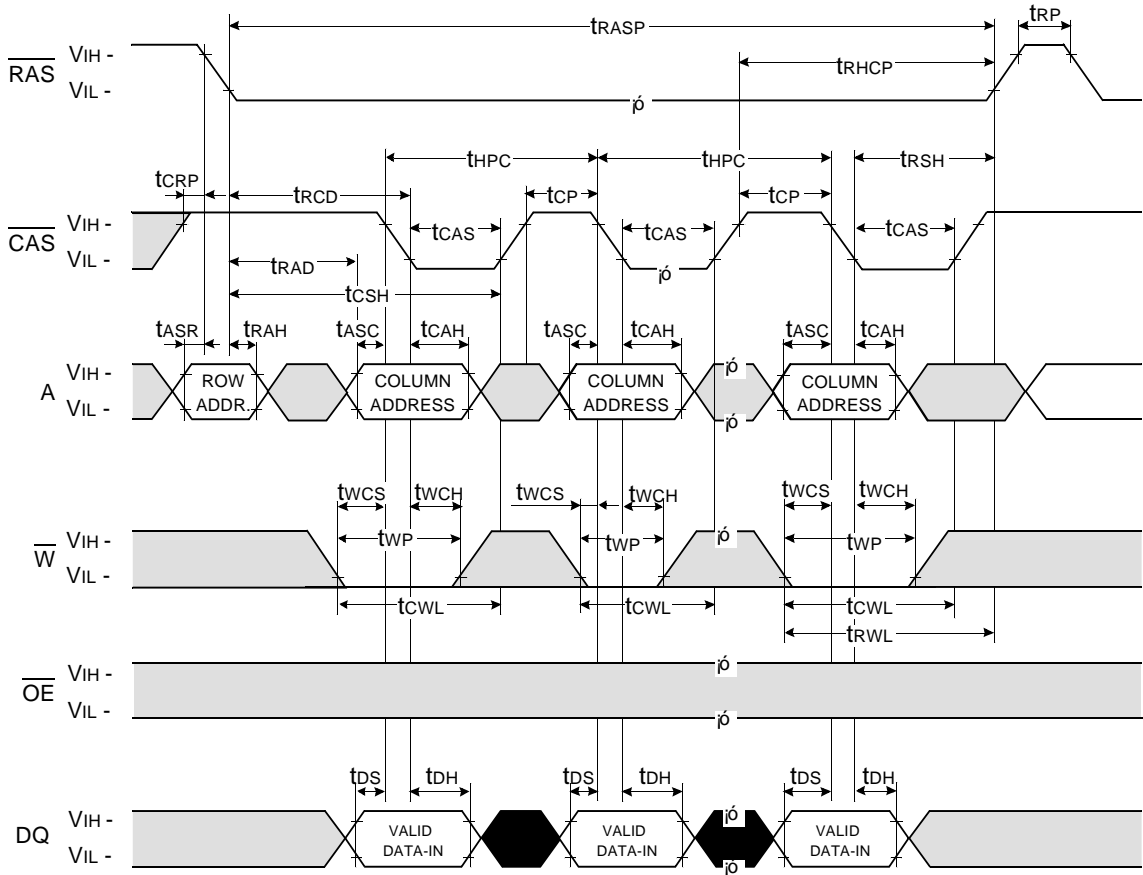 tRASP
tRP
RAS
VIH -
VIL -
tRHCP
¡ó
tHPC
tHPC
tRSH
tCRP
tRCD
tCP
tCP
CAS
VIH -
VIL -
tCAS
tCAS
tCAS
¡ó
tRAD
tCSH
tASR
tRAH
tASC
tCAH
tASC
tCAH
tASC
tCAH
A
VIH -
VIL -
ROW
ADDR.
COLUMN
ADDRESS
COLUMN
ADDRESS
¡ó
¡ó
COLUMN
ADDRESS
tWCS
tWCH
tWCS
tWCH
tWCS
tWCH
W
VIH -
VIL -
tWP
tWP
¡ó
tWP
tCWL
tCWL
tCWL
tRWL
OE
VIH -
VIL -
¡ó
¡ó
tDS
tDH
tDS
tDH
tDS
tDH
DQ
VIH -
VIL -
VALID
DATA-IN
VALID
DATA-IN
¡ó
¡ó
VALID
DATA-IN